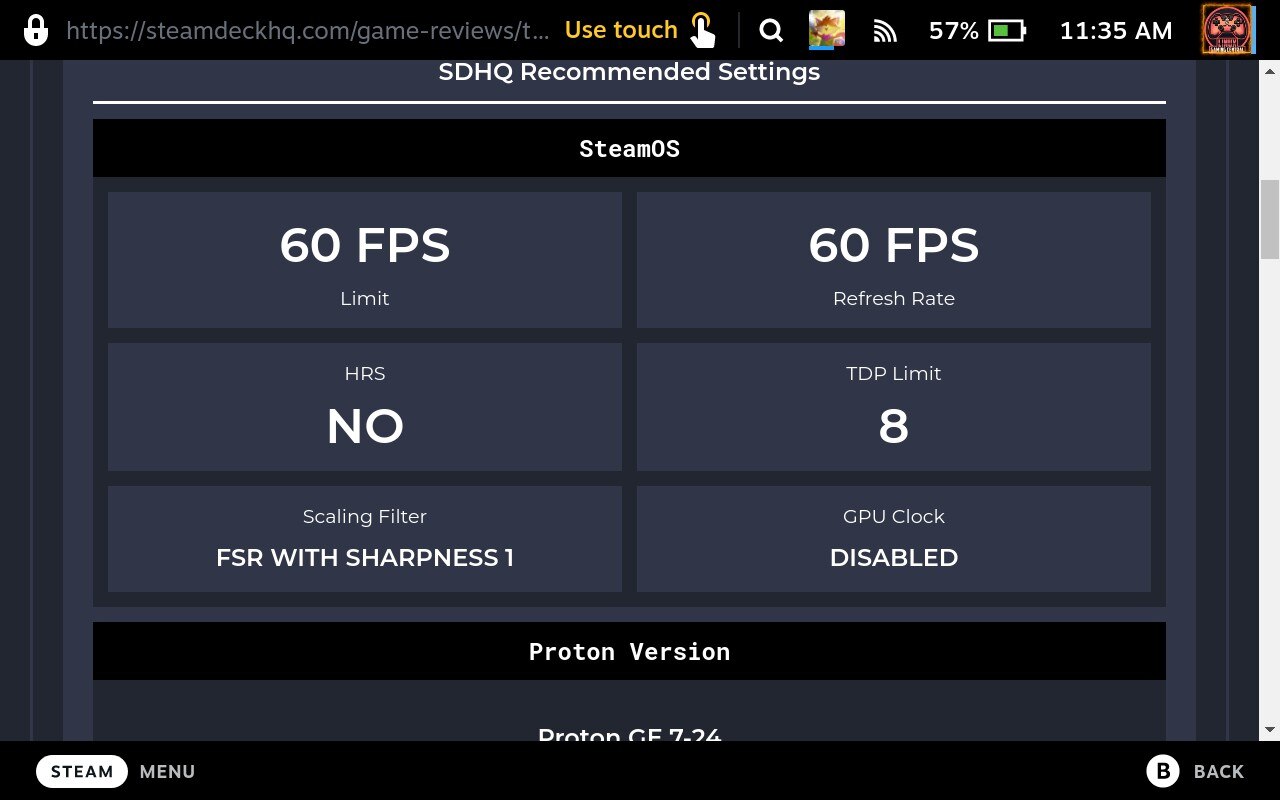 https://steamdeckhq.com/game-reviews/t... Use touch 57% 11:35 AM
SDHQ Recommended Settings
SteamOS
60 FPS
Limit
60 FPS
Refresh Rate
HRS
NO
TDP Limit
8
Scaling Filter
FSR WITH SHARPNESS 1
GPU Clock
DISABLED
Proton Version
Proton GE 7-24
STEAM MENU B BACK